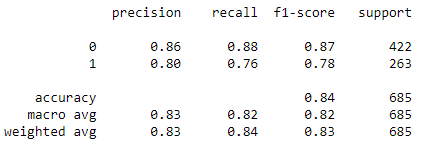 precision recall f1-score support
0 0.86 0.88 0.87 422
1 0.80 0.76 0.78 263
accuracy 0.84 685
macro avg 0.83 0.82 0.82 685
weighted avg 0.83 0.84 0.83 685